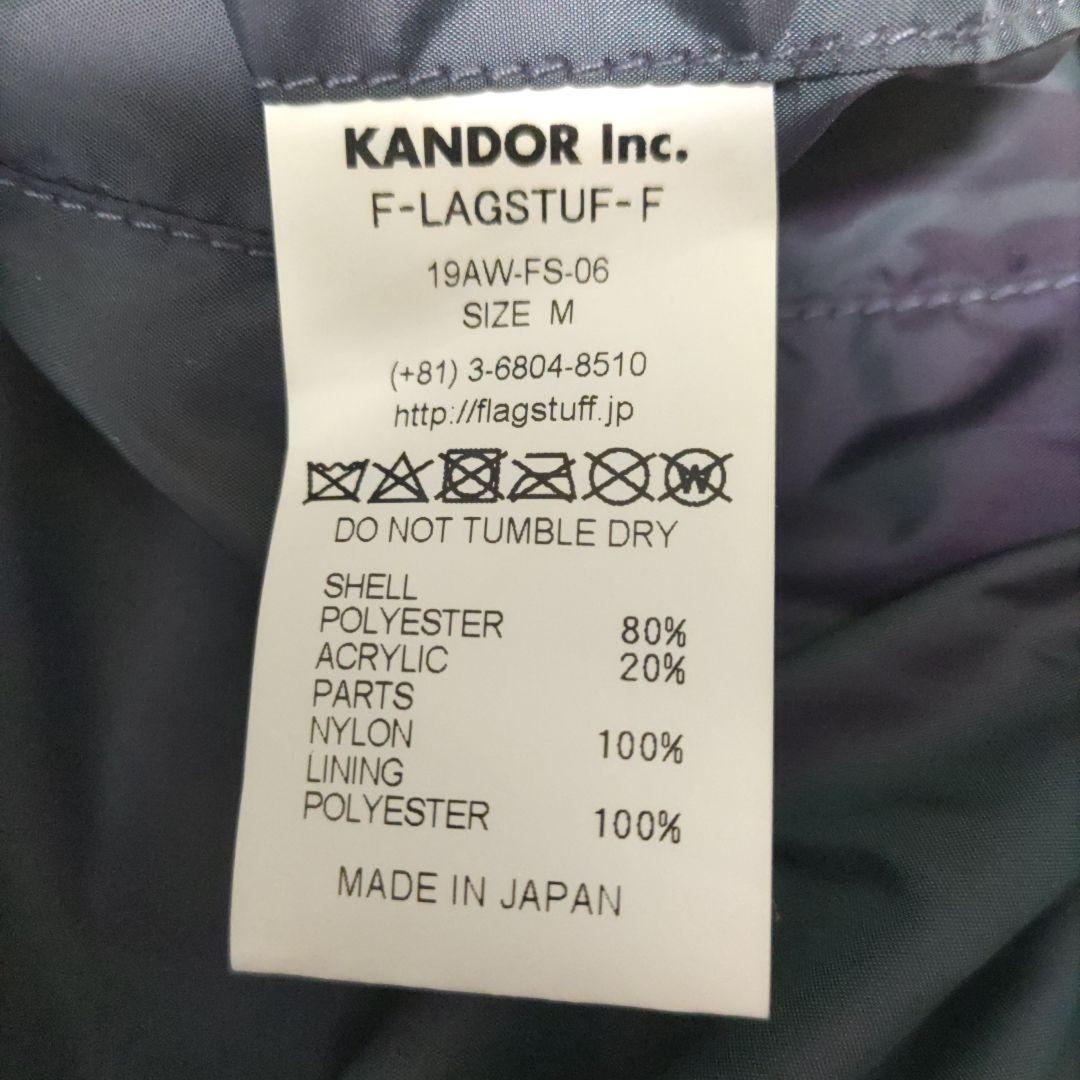 KANDOR Inc.
F-LAGSTUF-F
19AW-FS-06
SIZE M
(+81) 3-6804-8510
http://flagstuff.jp
W
DO NOT TUMBLE DRY
SHELL
POLYESTER 80%
ACRYLIC 20%
PARTS
NYLON 100%
LINING
POLYESTER 100%
MADE IN JAPAN